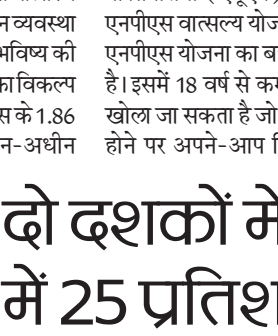 न व्यवस्था
भविष्य की
का विकल्प
स के 1.86
न-अधीन
एनपीएस वात्सल्य योज
एनपीएस योजना का ब
है। इसमें 18 वर्ष से कम
खोला जा सकता है जो
होने पर अपने-आप
दो दशकों में
में 25 प्रतिश